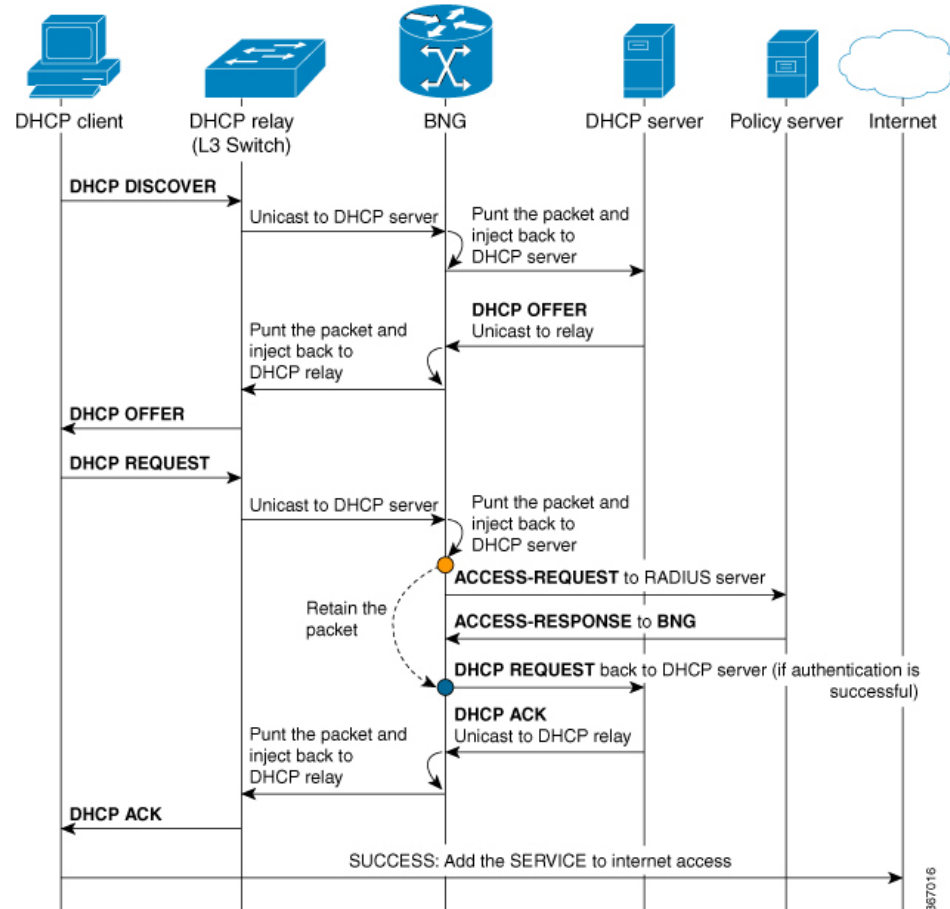 DHCP client
DHCP relay
(L3 Switch)
BNG
DHCP server
Policy server
Internet
DHCP DISCOVER
Unicast to DHCP server
Punt the packet and
inject back to
DHCP server
DHCP OFFER
Unicast to relay
Punt the packet and
inject back to
DHCP relay
DHCP OFFER
DHCP REQUEST
Unicast to DHCP server
Punt the packet and
inject back to
DHCP server
ACCESS-REQUEST to RADIUS server
Retain the
packet
ACCESS-RESPONSE to BNG
DHCP REQUEST back to DHCP server (if authentication is
successful)
DHCP ACK
Unicast to DHCP relay
Punt the packet and
inject back to
DHCP relay
DHCP ACK
SUCCESS: Add the SERVICE to internet access
367016